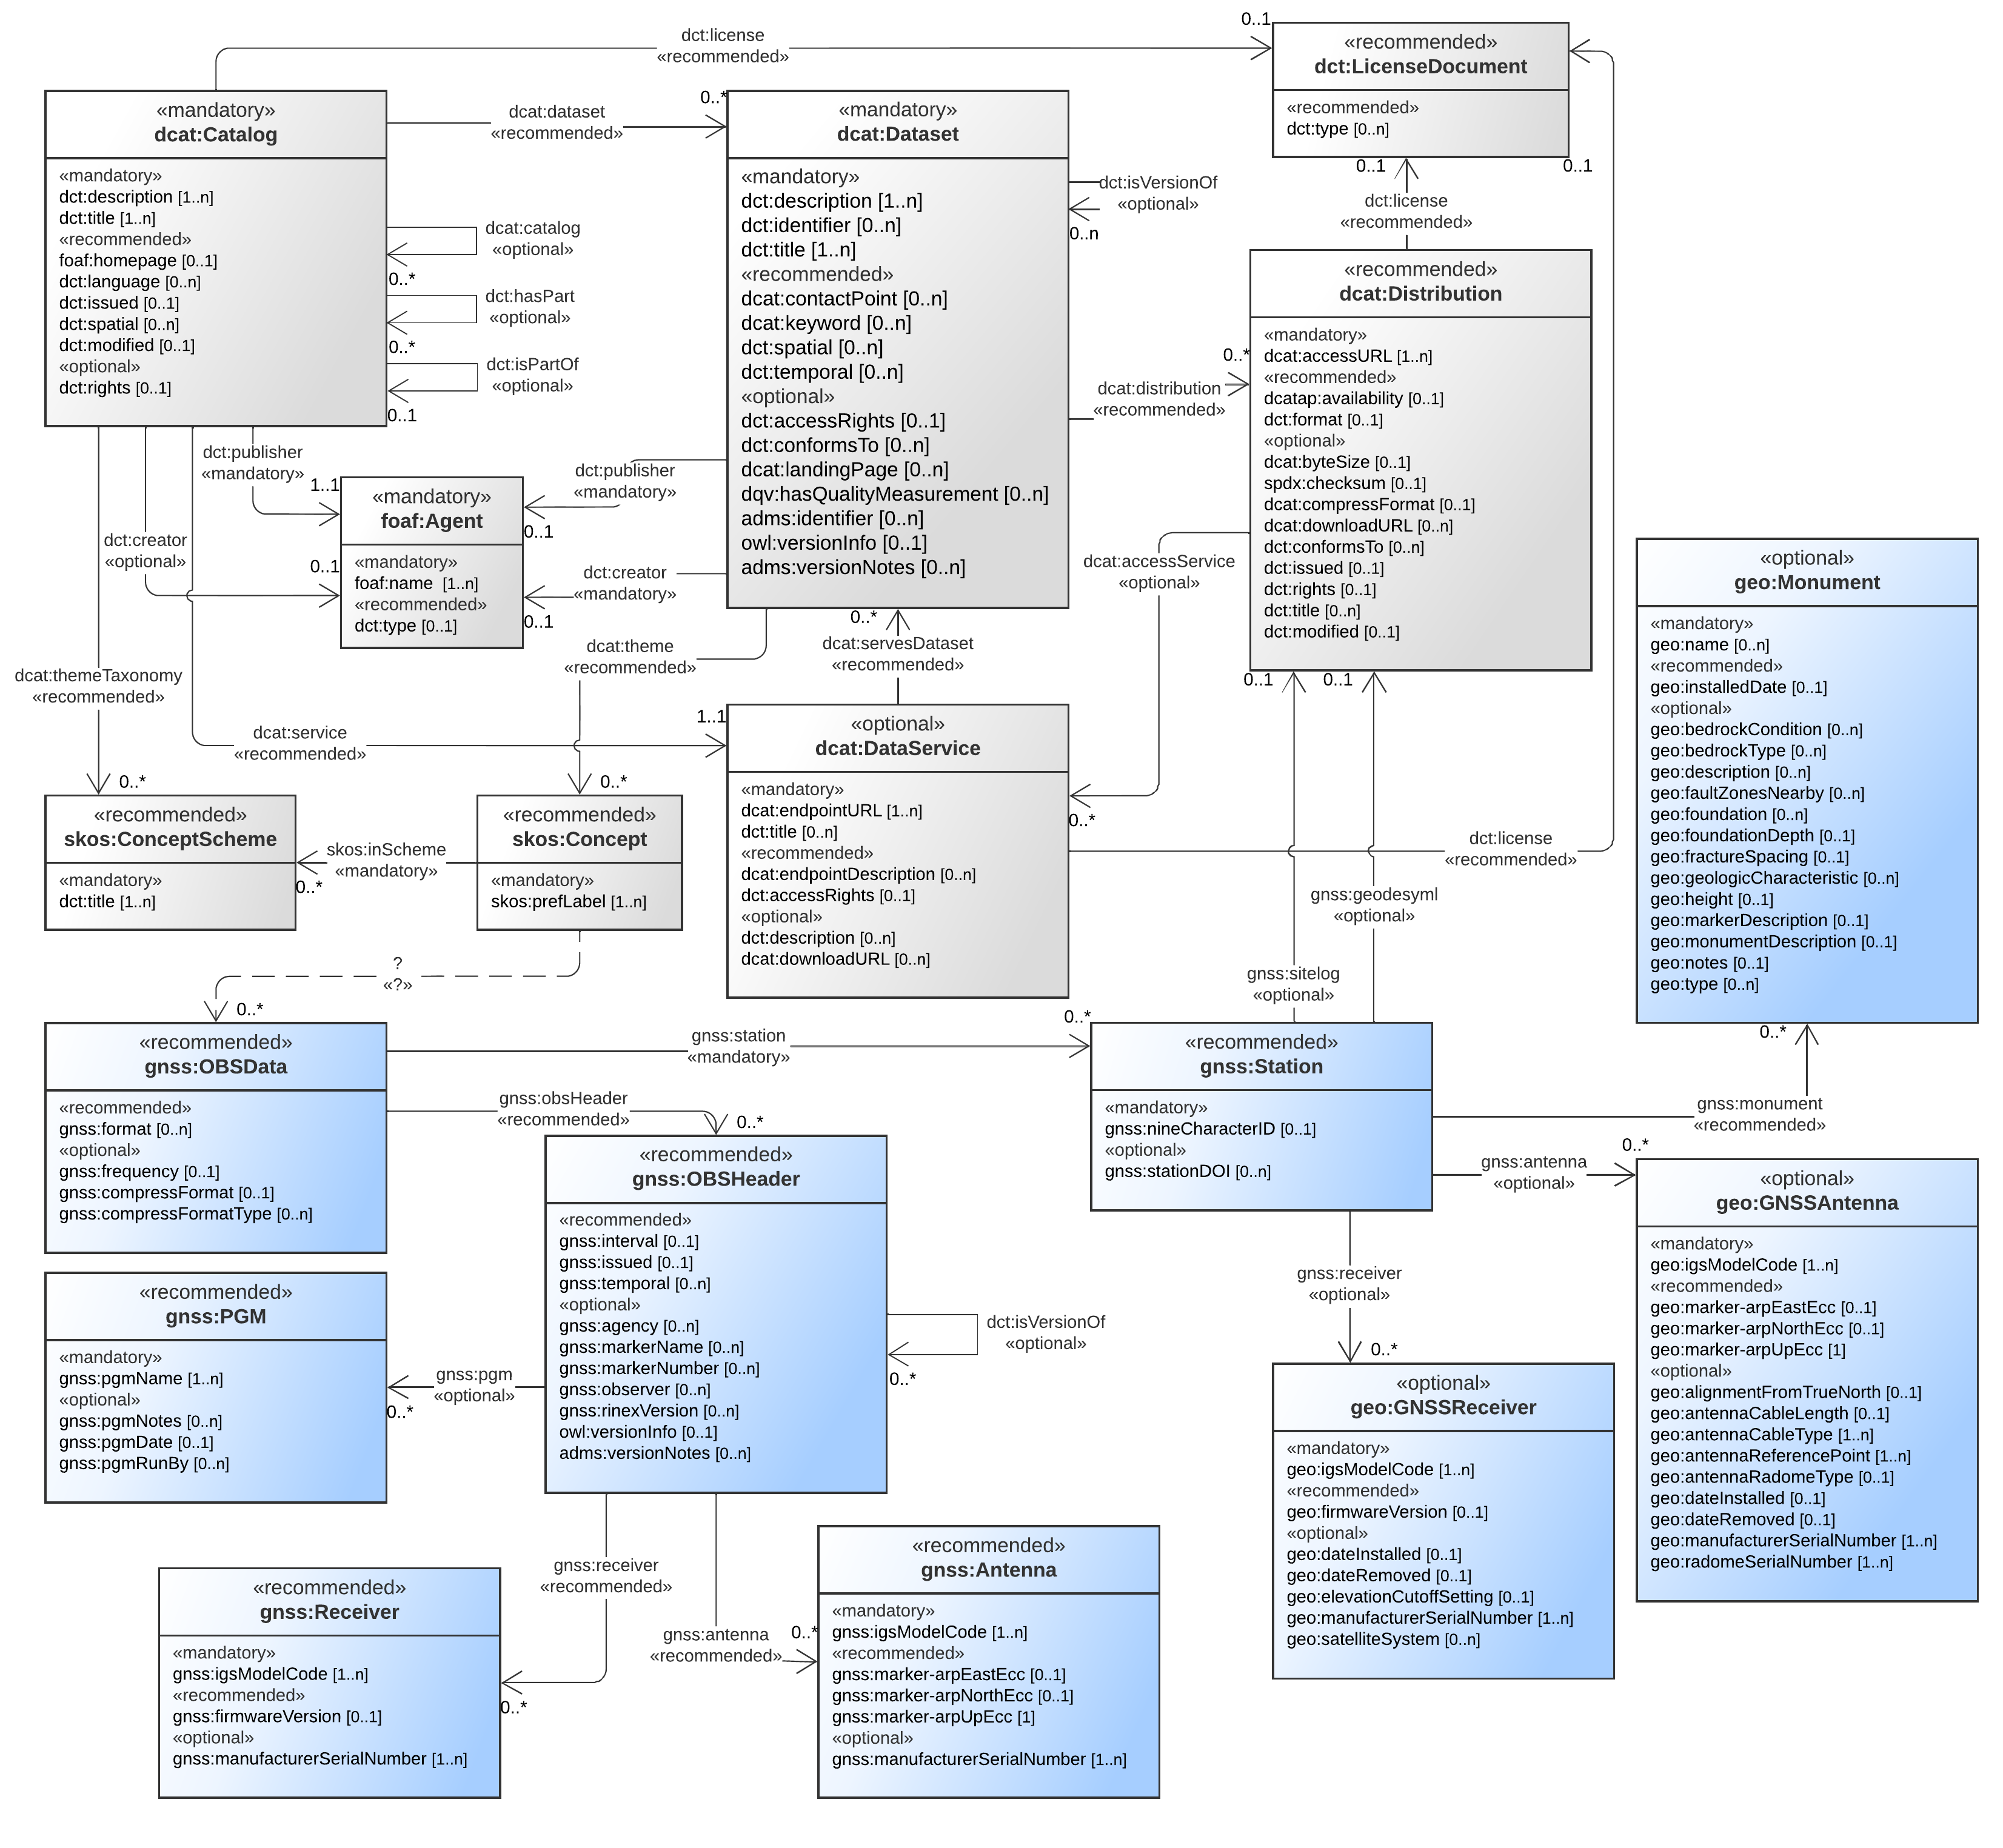 dct:license
«recommended»
0..1
«recommended»
dct:LicenseDocument
«recommended»
dct:type [0..n]
0..1
0..1
«mandatory»
dcat:Catalog
«mandatory»
dct:description [1..n]
dct:title [1..n]
«recommended»
foaf:homepage [0..1]
dct:language [0..n]
dct:issued [0..1]
dct:spatial [0..n]
dct:modified [0..1]
«optional»
dct:rights [0..1]
dcat:dataset
«recommended»
0..*
dcat:catalog
«optional»
0..*
dct:hasPart
«optional»
0..*
dct:isPartOf
«optional»
0..1
«mandatory»
dcat:Dataset
«mandatory»
dct:description [1..n]
dct:identifier [0..n]
dct:title [1..n]
«recommended»
dcat:contactPoint [0..n]
dcat:keyword [0..n]
dct:spatial [0..n]
dct:temporal [0..n]
«optional»
dct:accessRights [0..1]
dct:conformsTo [0..n]
dcat:landingPage [0..n]
dqv:hasQualityMeasurement [0..n]
adms:identifier [0..n]
owl:versionInfo [0..1]
adms:versionNotes [0..n]
dct:isVersionOf
«optional»
0..n
dct:license
«recommended»
«recommended»
dcat:Distribution
«mandatory»
dcat:accessURL [1..n]
«recommended»
dcatap:availability [0..1]
dct:format [0..1]
«optional»
dcat:byteSize [0..1]
spdx:checksum [0..1]
dcat:compressFormat [0..1]
dcat:downloadURL [0..n]
dct:conformsTo [0..n]
dct:issued [0..1]
dct:rights [0..1]
dct:title [0..n]
dct:modified [0..1]
0..*
dcat:distribution
«recommended»
dct:publisher
«mandatory»
1..1
dct:creator
«optional»
0..1
«mandatory»
foaf:Agent
«mandatory»
foaf:name [1..n]
«recommended»
dct:type [0..1]
dct:publisher
«mandatory»
0..1
dct:creator
«mandatory»
0..1
dcat:accessService
«optional»
dcat:theme
«recommended»
0..*
dcat:servesDataset
«recommended»
dcat:themeTaxonomy
«recommended»
dcat:service
«recommended»
1..1
0..*
0..*
0..1
0..1
«optional»
dcat:DataService
«mandatory»
dcat:endpointURL [1..n]
dct:title [0..n]
«recommended»
dcat:endpointDescription [0..n]
dct:accessRights [0..1]
«optional»
dct:description [0..n]
dcat:downloadURL [0..n]
0..*
dct:license
«recommended»
«optional»
geo:Monument
«mandatory»
geo:name [0..n]
«recommended»
geo:installedDate [0..1]
«optional»
geo:bedrockCondition [0..n]
geo:bedrockType [0..n]
geo:description [0..n]
geo:faultZonesNearby [0..n]
geo:foundation [0..n]
geo:foundationDepth [0..1]
geo:fractureSpacing [0..1]
geo:geologicCharacteristic [0..n]
geo:height [0..1]
geo:markerDescription [0..1]
geo:monumentDescription [0..1]
geo:notes [0..1]
geo:type [0..n]
«recommended»
skos:ConceptScheme
«mandatory»
dct:title [1..n]
skos:inScheme
«mandatory»
0..*
«recommended»
skos:Concept
«mandatory»
skos:prefLabel [1..n]
gnss:geodesyml
«optional»
gnss:sitelog
«optional»
?
«?»
0..*
«recommended»
gnss:OBSData
«recommended»
gnss:format [0..n]
«optional»
gnss:frequency [0..1]
gnss:compressFormat [0..1]
gnss:compressFormatType [0..n]
gnss:station
«mandatory»
0..*
gnss:obsHeader
«recommended»
0..*
«recommended»
gnss:Station
«mandatory»
gnss:nineCharacterID [0..1]
«optional»
gnss:stationDOI [0..n]
0..*
gnss:monument
«recommended»
gnss:antenna
«optional»
0..*
gnss:receiver
«optional»
0..*
«recommended»
gnss:OBSHeader
«recommended»
gnss:interval [0..1]
gnss:issued [0..1]
gnss:temporal [0..n]
«optional»
gnss:agency [0..n]
gnss:markerName [0..n]
gnss:markerNumber [0..n]
gnss:observer [0..n]
gnss:rinexVersion [0..n]
owl:versionInfo [0..1]
adms:versionNotes [0..n]
dct:isVersionOf
«optional»
0..*
«recommended»
gnss:PGM
«mandatory»
gnss:pgmName [1..n]
«optional»
gnss:pgmNotes [0..n]
gnss:pgmDate [0..1]
gnss:pgmRunBy [0..n]
gnss:pgm
«optional»
0..*
«optional»
geo:GNSSAntenna
«mandatory»
geo:igsModelCode [1..n]
«recommended»
geo:marker-arpEastEcc [0..1]
geo:marker-arpNorthEcc [0..1]
geo:marker-arpUpEcc [1]
«optional»
geo:alignmentFromTrueNorth [0..1]
geo:antennaCableLength [0..1]
geo:antennaCableType [1..n]
geo:antennaReferencePoint [1..n]
geo:antennaRadomeType [0..1]
geo:dateInstalled [0..1]
geo:dateRemoved [0..1]
geo:manufacturerSerialNumber [1..n]
geo:radomeSerialNumber [1..n]
«optional»
geo:GNSSReceiver
«mandatory»
geo:igsModelCode [1..n]
«recommended»
geo:firmwareVersion [0..1]
«optional»
geo:dateInstalled [0..1]
geo:dateRemoved [0..1]
geo:elevationCutoffSetting [0..1]
geo:manufacturerSerialNumber [1..n]
geo:satelliteSystem [0..n]
gnss:receiver
«recommended»
0..*
gnss:antenna
«recommended»
0..*
«recommended»
gnss:Receiver
«mandatory»
gnss:igsModelCode [1..n]
«recommended»
gnss:firmwareVersion [0..1]
«optional»
gnss:manufacturerSerialNumber [1..n]
«recommended»
gnss:Antenna
«mandatory»
gnss:igsModelCode [1..n]
«recommended»
gnss:marker-arpEastEcc [0..1]
gnss:marker-arpNorthEcc [0..1]
gnss:marker-arpUpEcc [1]
«optional»
gnss:manufacturerSerialNumber [1..n]